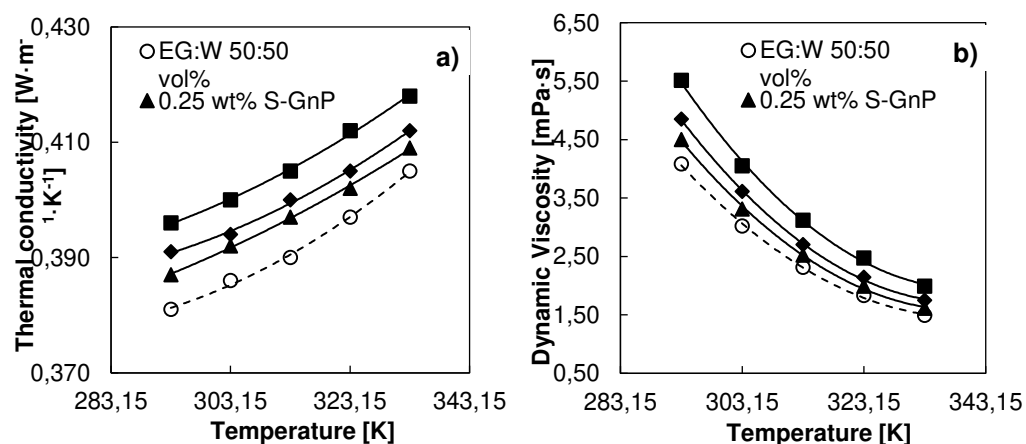 0,430
0,410
0,390
0,370
Thermal conductivity [W·m⁻
¹·K⁻¹]
EG:W 50:50
vol%
0.25 wt% S-GnP
a)
283,15 303,15 323,15 343,15
Temperature [K]
6,50
5,50
4,50
3,50
2,50
1,50
0,50
Dynamic Viscosity [mPa·s]
EG:W 50:50
vol%
0.25 wt% S-GnP
b)
283,15 303,15 323,15 343,15
Temperature [K]